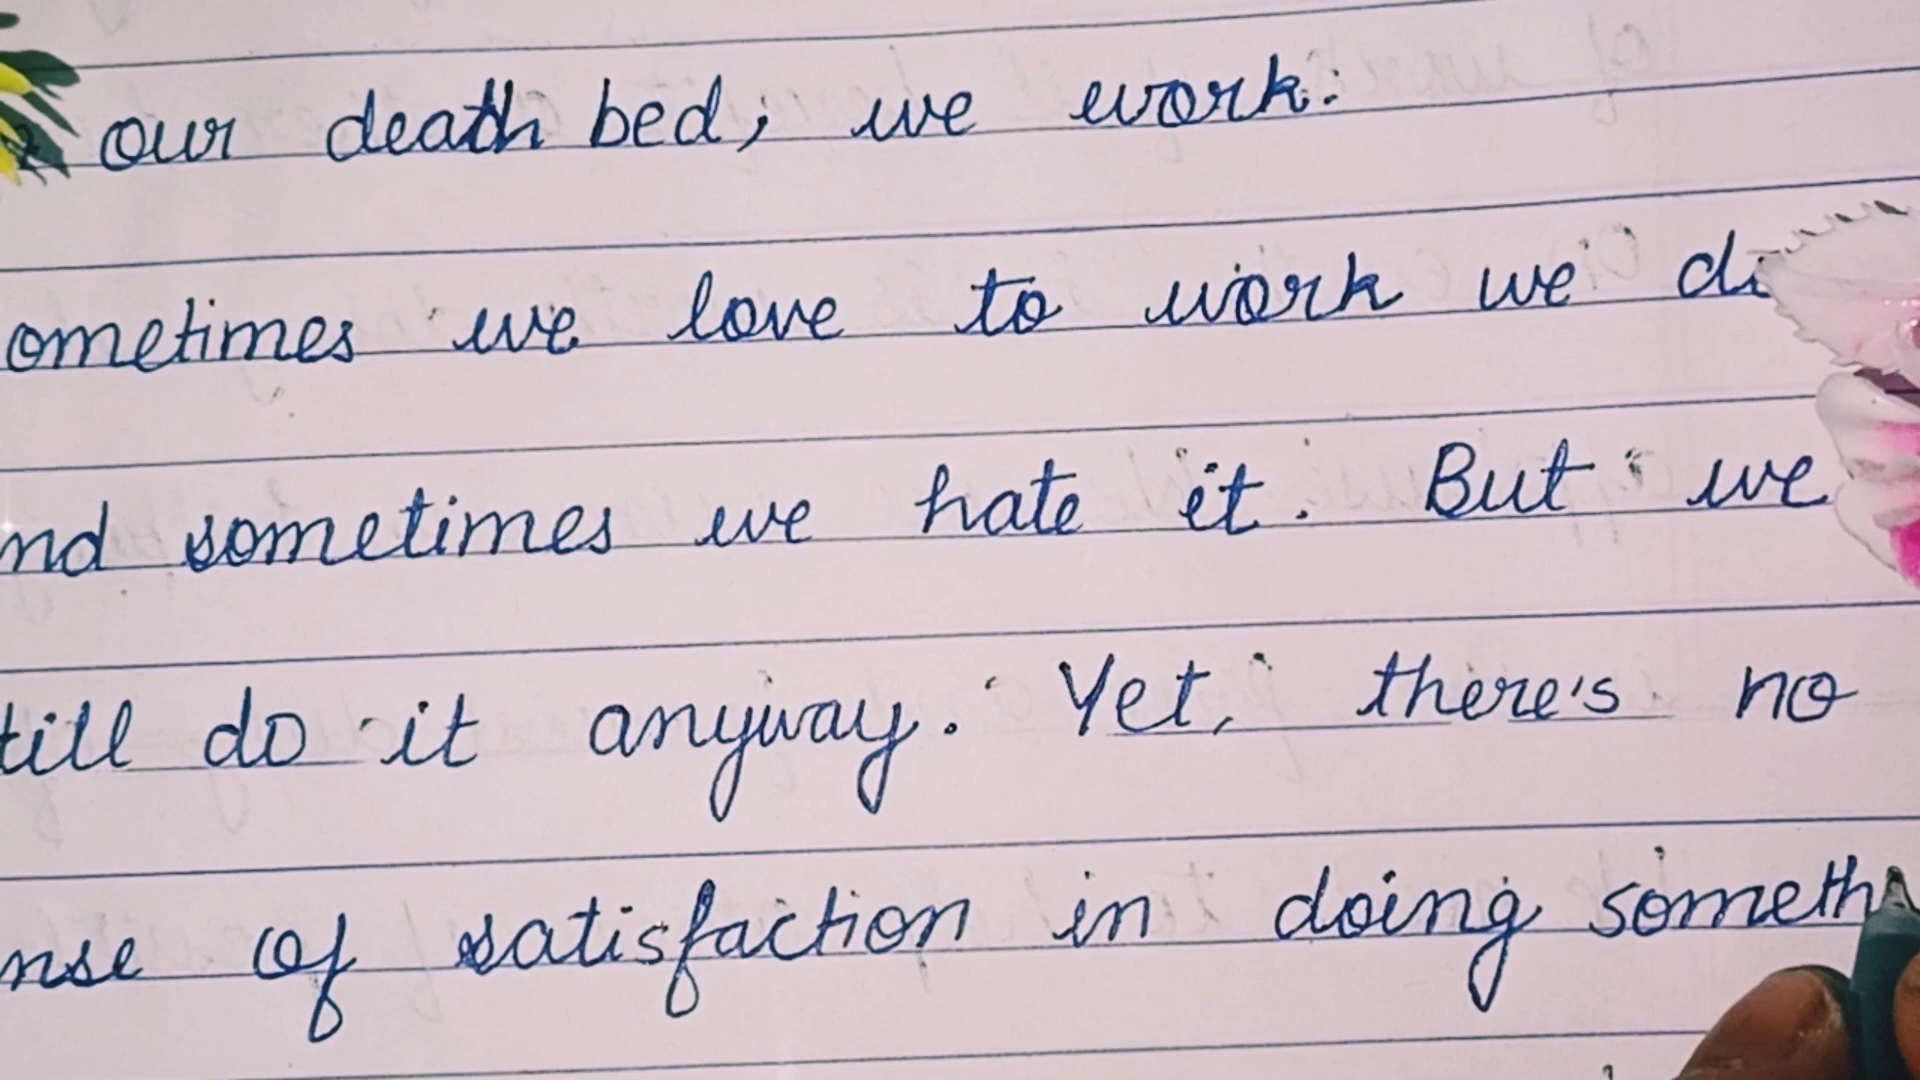 our death bed, we work.
ometimes we love to work we d
nd sometimes we hate it. But we
till do it anyway. Yet, there's no
nse of satisfaction in doing someth